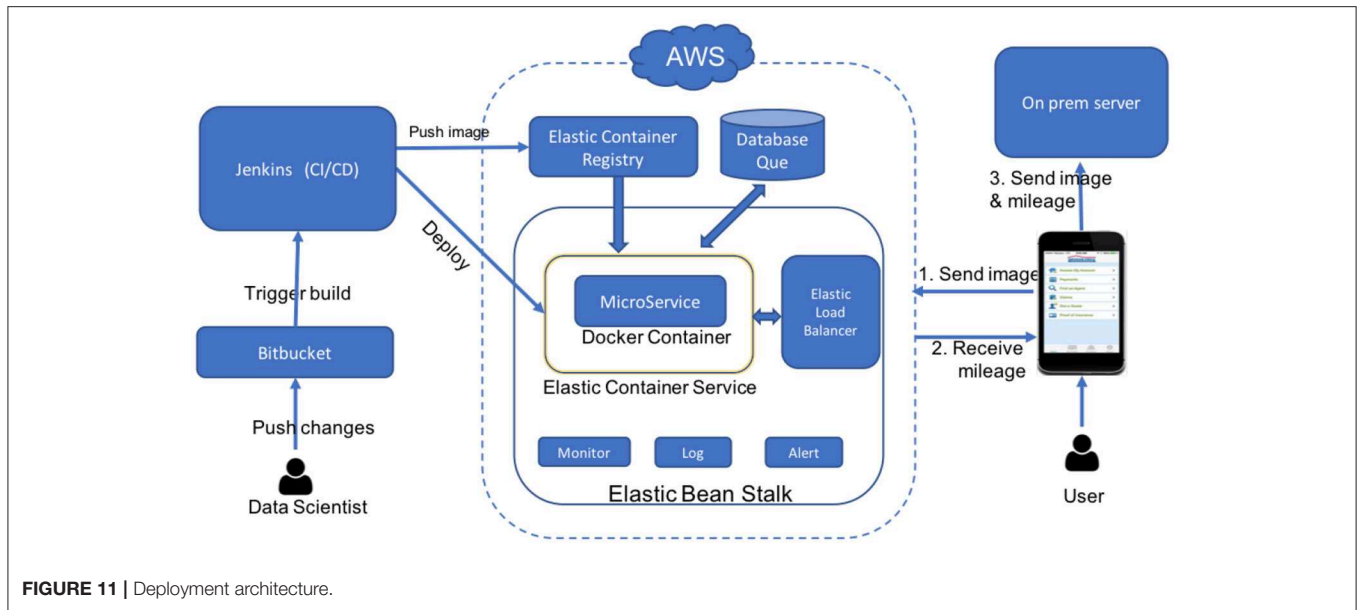 AWS
On prem server
Jenkins (CI/CD)
Push image
Elastic Container
Registry
Database
Que
3. Send image
& mileage
Deploy
1. Send image
MicroService
Docker Container
Elastic
Load
Balancer
Trigger build
2. Receive
mileage
Bitbucket
Elastic Container Service
Push changes
Monitor
Log
Alert
Elastic Bean Stalk
Data Scientist
User
FIGURE 11 | Deployment architecture.